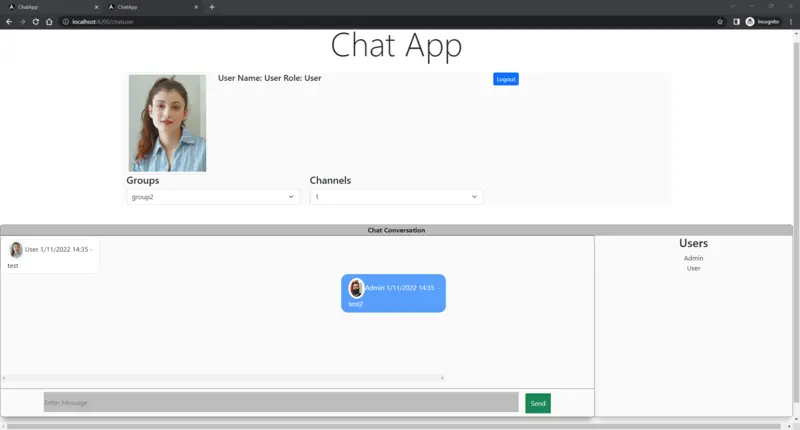 ChatApp
ChatApp
localhost:4200/chatuser
Incognito
Chat App
User Name: User Role: User
Logout
Groups
Channels
group2
1
Chat Conversation
User 1/11/2022 14:35 -
test
Admin 1/11/2022 14:35 -
test2
Users
Admin
User
Enter Message
Send